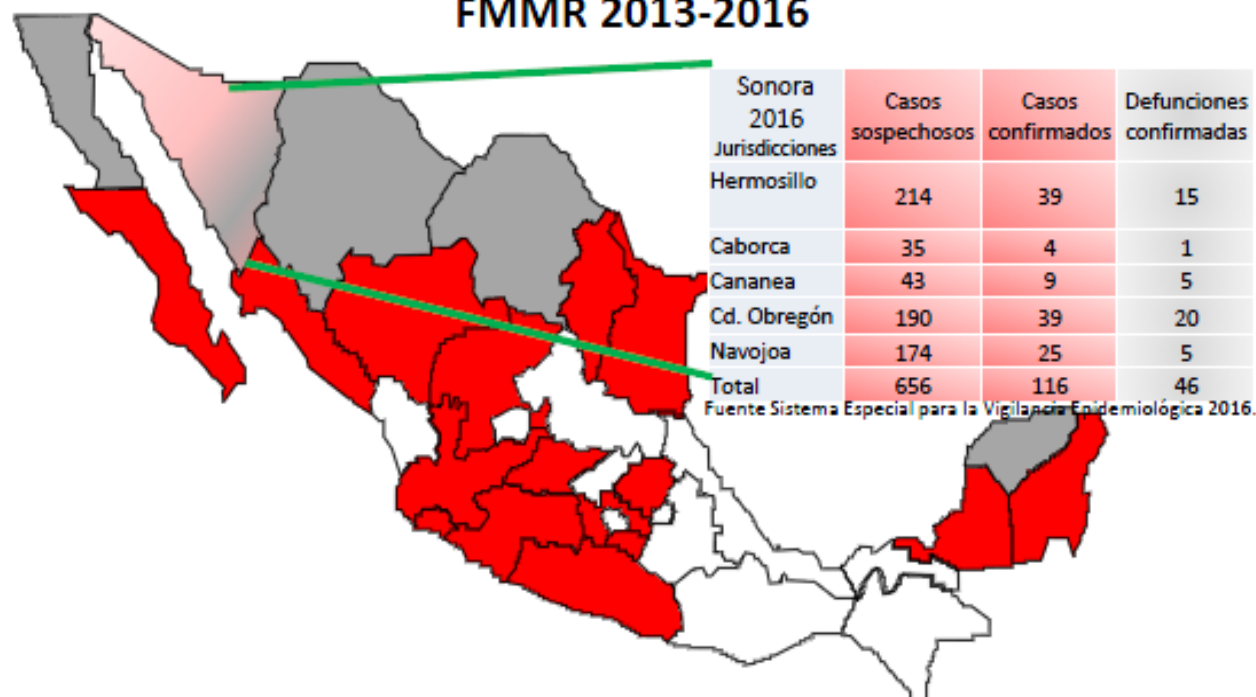 FMMR 2013-2016
Sonora 2016 Jurisdicciones Casos sospechosos Casos confirmados Defunciones confirmadas
Hermosillo 214 39 15
Caborca 35 4 1
Cananea 43 9 5
Cd. Obregón 190 39 20
Navojoa 174 25 5
Total 656 116 46
Fuente Sistema Especial para la Vigilancia Epidemiológica 2016.